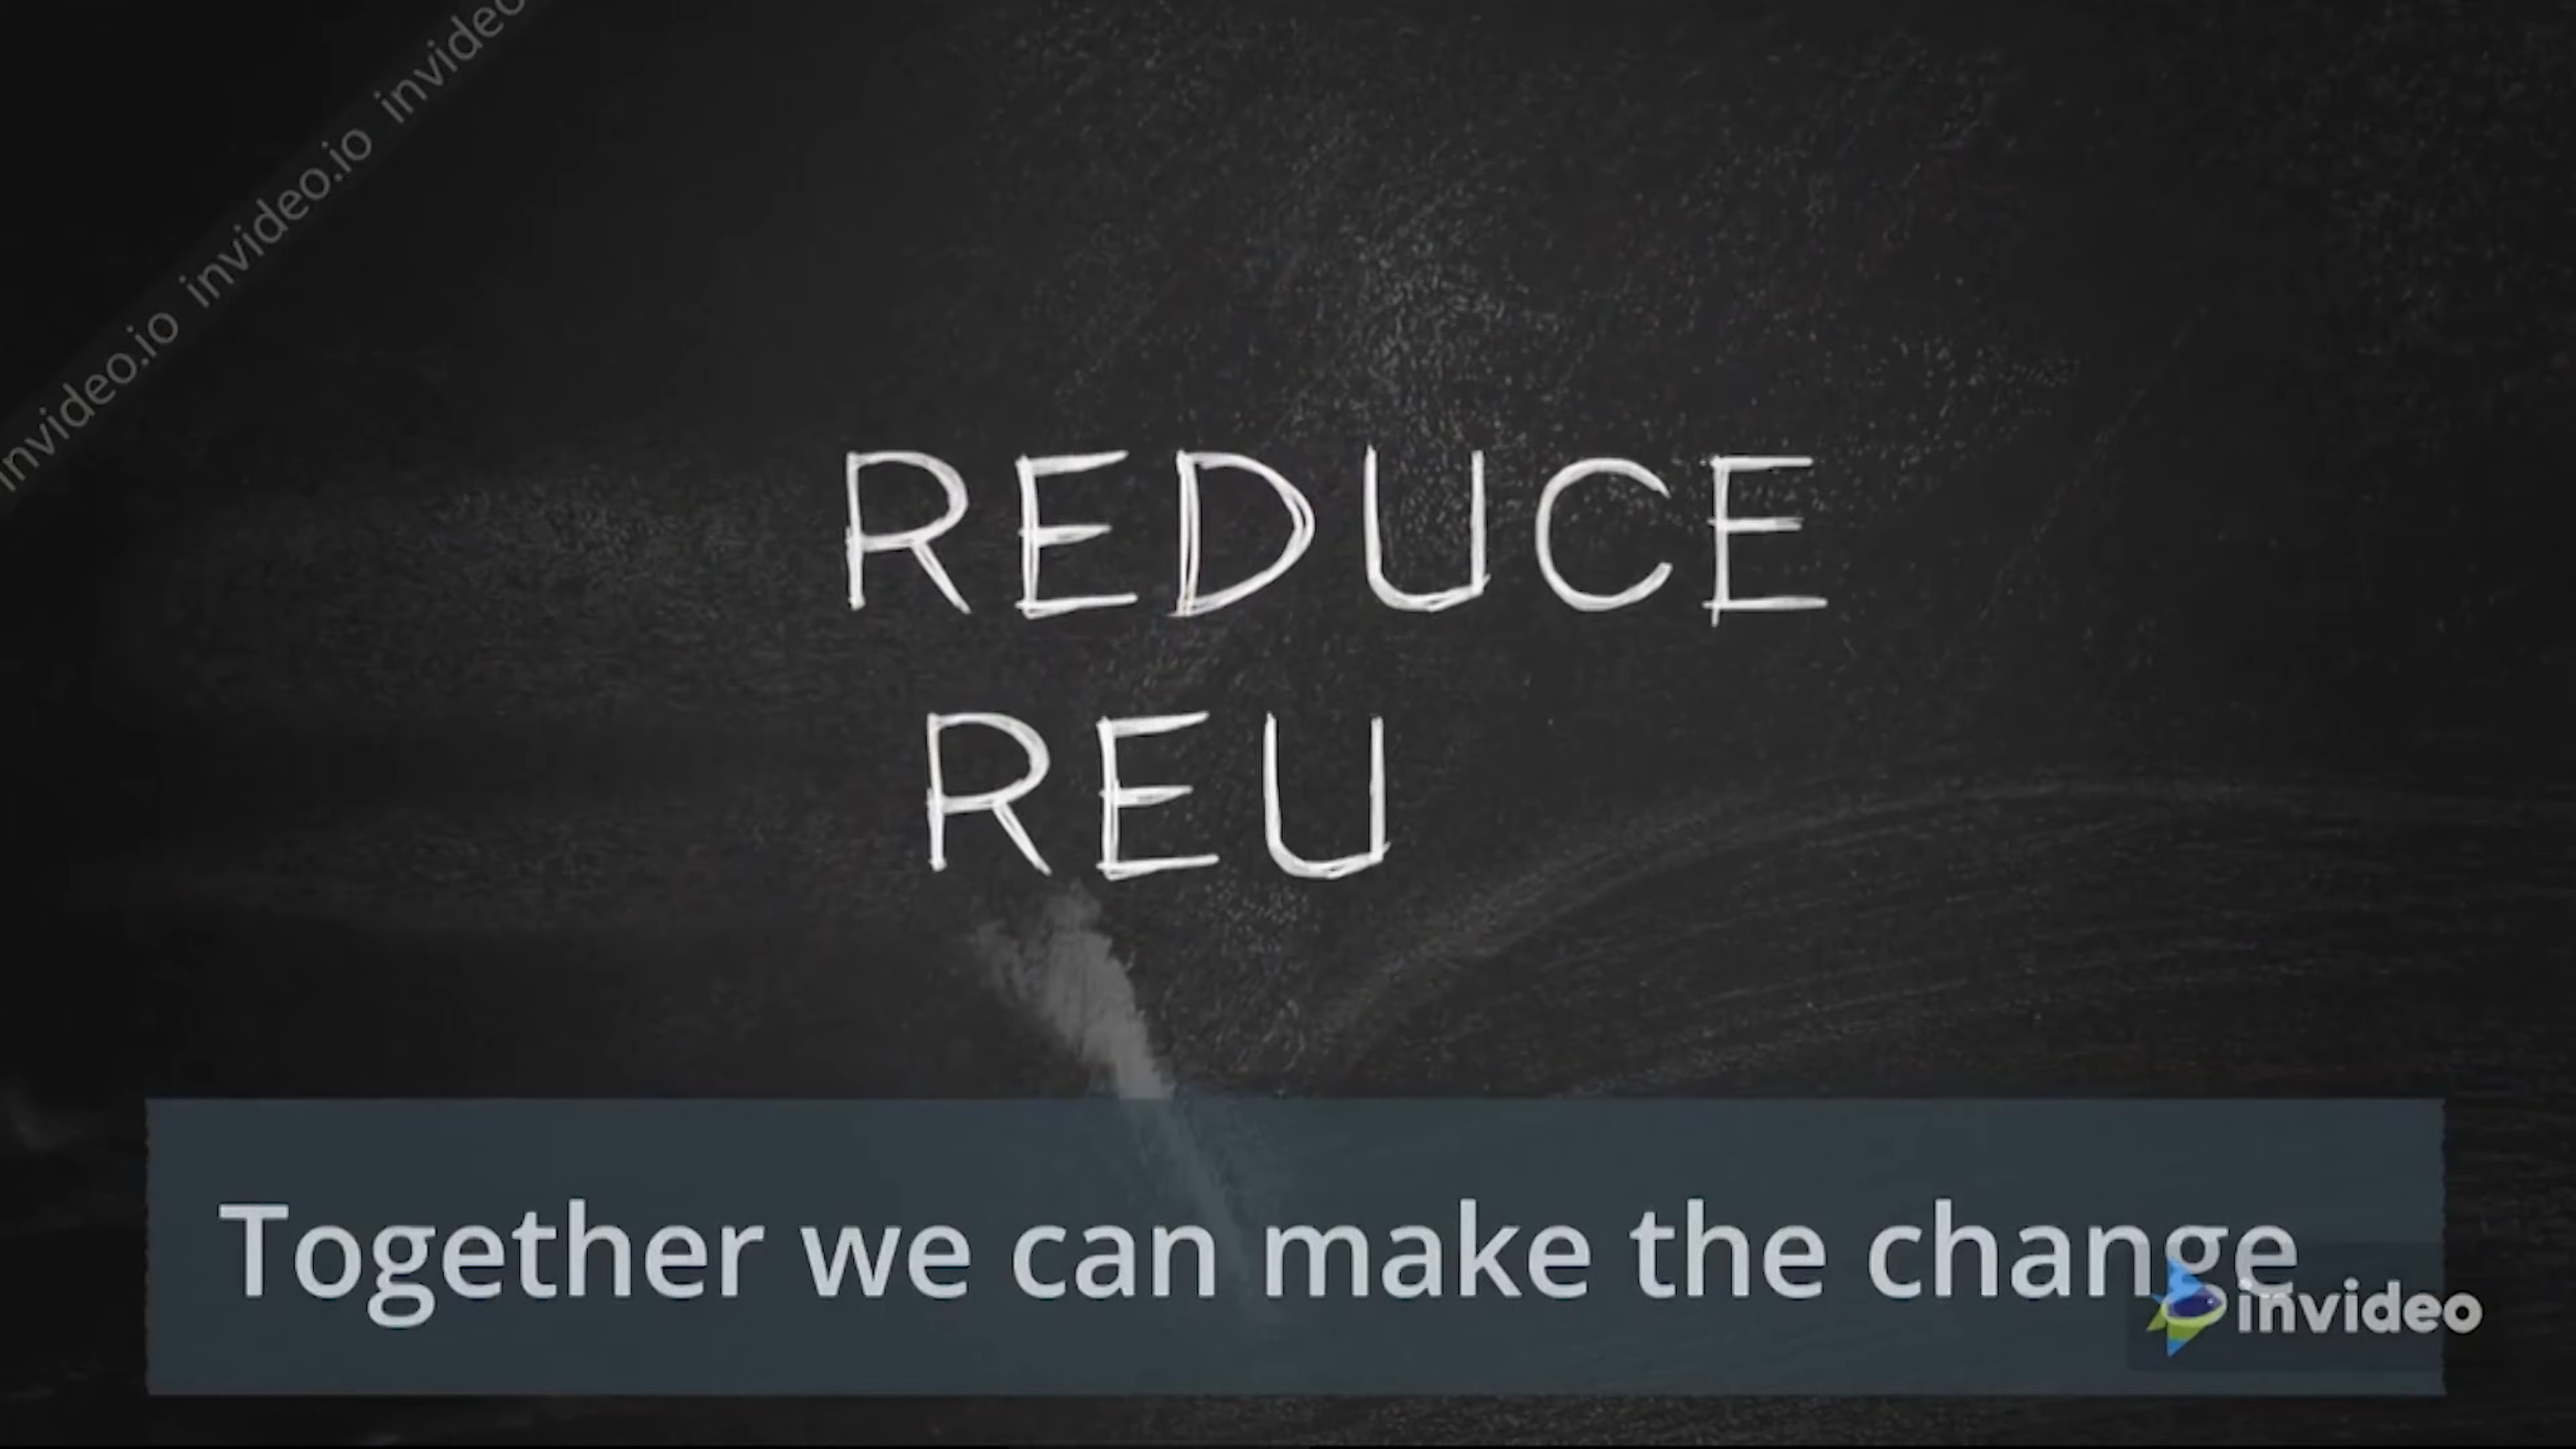 invideo.io invideo.io invideo
REDUCE
REU
Together we can make the change
invideo